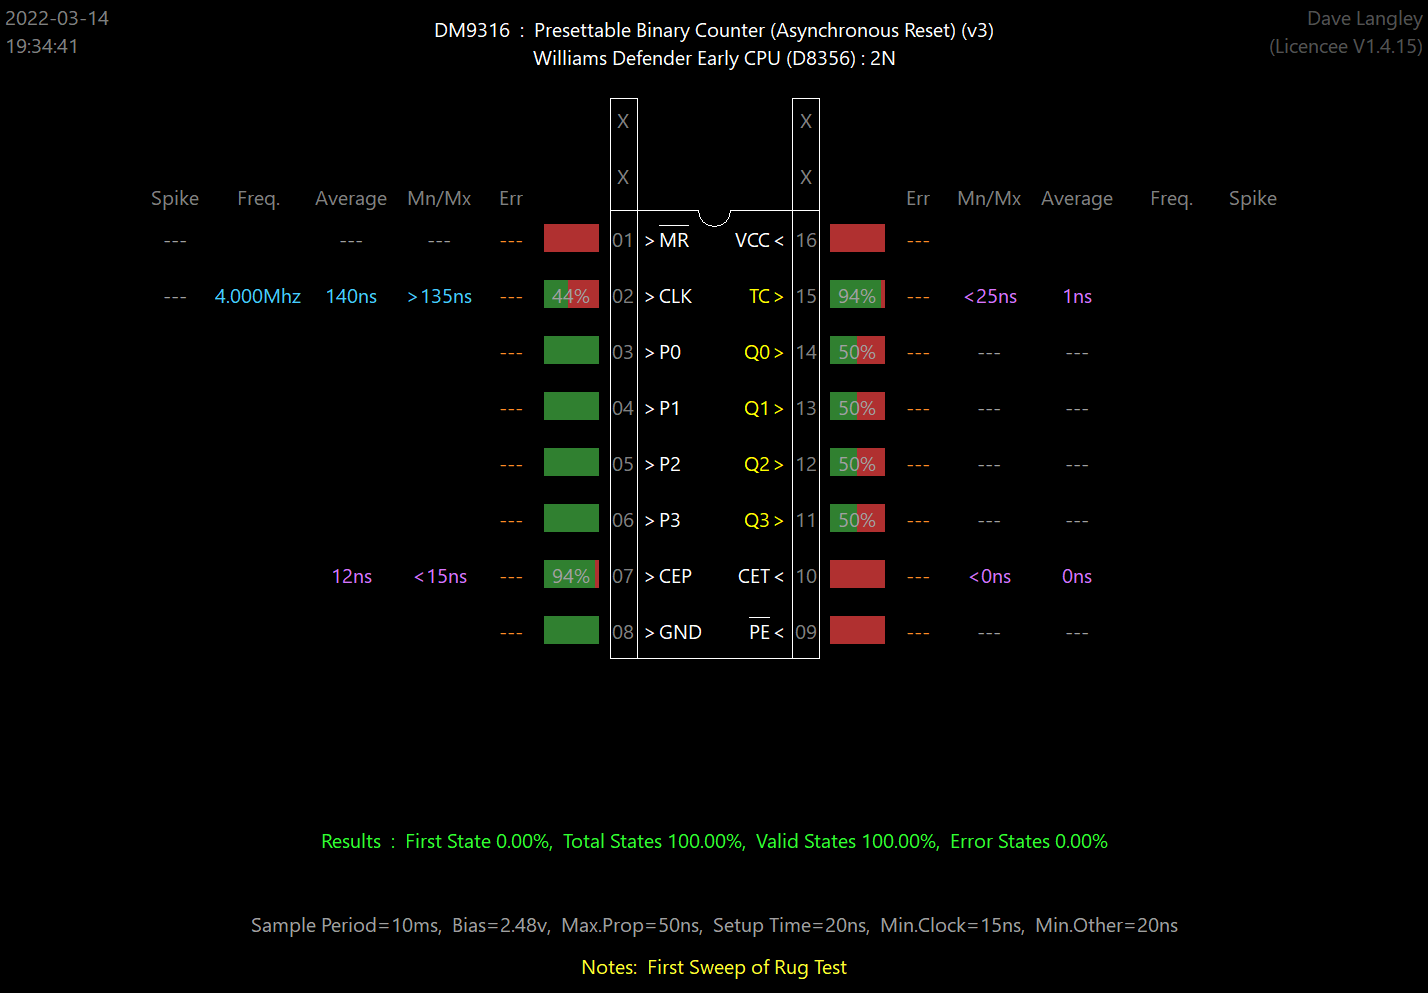 2022-03-14
19:34:41
DM9316 : Presettable Binary Counter (Asynchronous Reset) (v3)
Williams Defender Early CPU (D8356) : 2N
Dave Langley
(Licencee V1.4.15)
X X
X X
Spike Freq. Average Mn/Mx Err Err Mn/Mx Average Freq. Spike
--- --- --- --- 01 > MR VCC < 16 ---
--- 4.000Mhz 140ns >135ns --- 44% 02 > CLK TC > 15 94% --- <25ns 1ns
--- 03 > P0 Q0 > 14 50% --- --- ---
--- 04 > P1 Q1 > 13 50% --- --- ---
--- 05 > P2 Q2 > 12 50% --- --- ---
--- 06 > P3 Q3 > 11 50% --- --- ---
12ns <15ns --- 94% 07 > CEP CET < 10 --- <0ns 0ns
--- 08 > GND PE < 09 --- --- ---
Results : First State 0.00%, Total States 100.00%, Valid States 100.00%, Error States 0.00%
Sample Period=10ms, Bias=2.48v, Max.Prop=50ns, Setup Time=20ns, Min.Clock=15ns, Min.Other=20ns
Notes: First Sweep of Rug Test